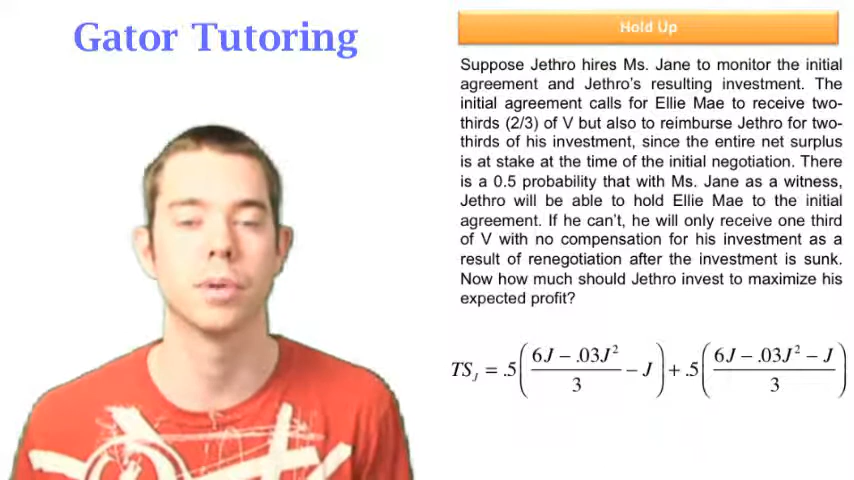 Gator Tutoring
Hold Up
Suppose Jethro hires Ms. Jane to monitor the initial
agreement and Jethro's resulting investment. The
initial agreement calls for Ellie Mae to receive two-
thirds (2/3) of V but also to reimburse Jethro for two-
thirds of his investment, since the entire net surplus
is at stake at the time of the initial negotiation. There
is a 0.5 probability that with Ms. Jane as a witness,
Jethro will be able to hold Ellie Mae to the initial
agreement. If he can't, he will only receive one third
of V with no compensation for his investment as a
result of renegotiation after the investment is sunk.
Now how much should Jethro invest to maximize his
expected profit?
TS_J = .5((6J − .03J²)/3 − J) + .5((6J − .03J² − J)/3)